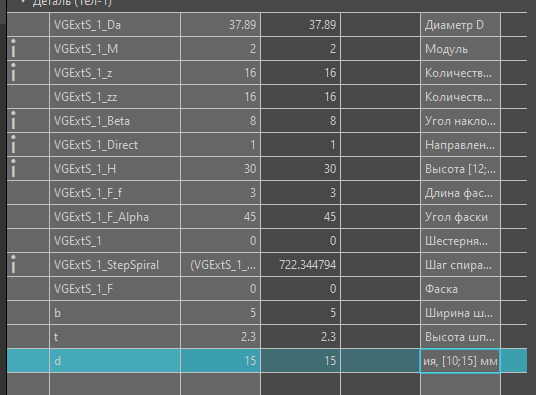 Деталь (Тел-1)
VGExtS_1_Da 37.89 37.89 Диаметр D
VGExtS_1_M 2 2 Модуль
VGExtS_1_z 16 16 Количеств...
VGExtS_1_zz 16 16 Количеств...
VGExtS_1_Beta 8 8 Угол накло...
VGExtS_1_Direct 1 1 Направлен...
VGExtS_1_H 30 30 Высота [12;...
VGExtS_1_F_f 3 3 Длина фас...
VGExtS_1_F_Alpha 45 45 Угол фаски
VGExtS_1 0 0 Шестерня...
VGExtS_1_StepSpiral (VGExtS_1_... 722.344794 Шаг спира...
VGExtS_1_F 0 0 Фаска
b 5 5 Ширина ш...
t 2.3 2.3 Высота шп...
d 15 15 ия, [10;15] мм